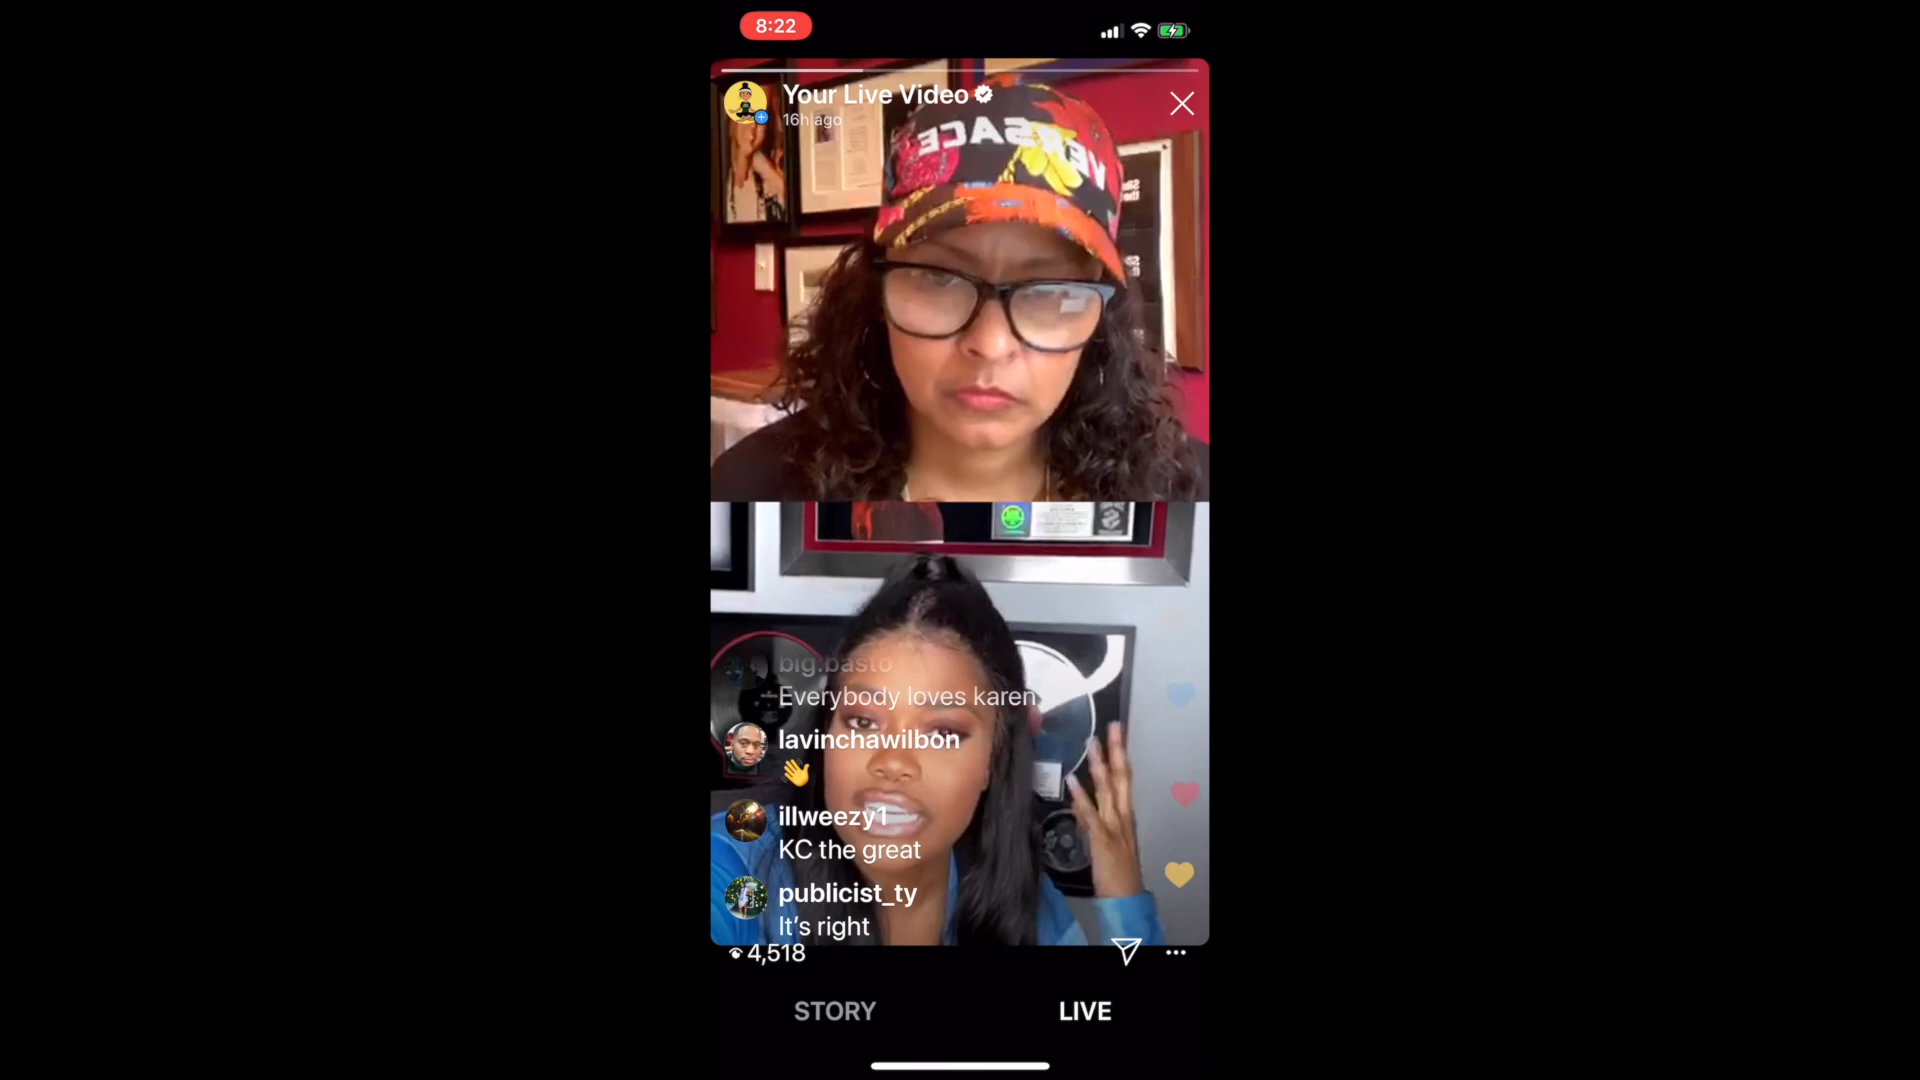 8:22
Your Live Video
16h ago
VERSACE
big.basto
Everybody loves karen
lavinchawilbon
👋
illweezy1
KC the great
publicist_ty
It's right
4,518
STORY
LIVE